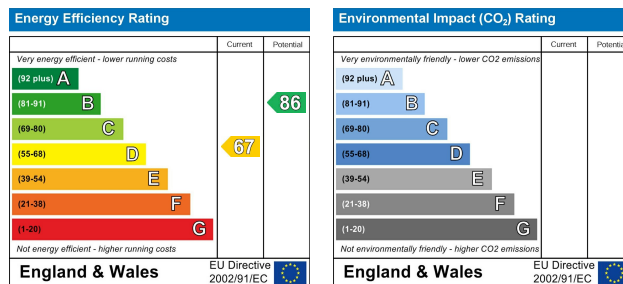 Energy Efficiency Rating
Current Potential
Very energy efficient - lower running costs
(92 plus) A
(81-91) B
86
(69-80) C
(55-68) D
67
(39-54) E
(21-38) F
(1-20) G
Not energy efficient - higher running costs
England & Wales
EU Directive
2002/91/EC
Environmental Impact (CO₂) Rating
Current Potential
Very environmentally friendly - lower CO2 emissions
(92 plus) A
(81-91) B
(69-80) C
(55-68) D
(39-54) E
(21-38) F
(1-20) G
Not environmentally friendly - higher CO2 emissions
England & Wales
EU Directive
2002/91/EC